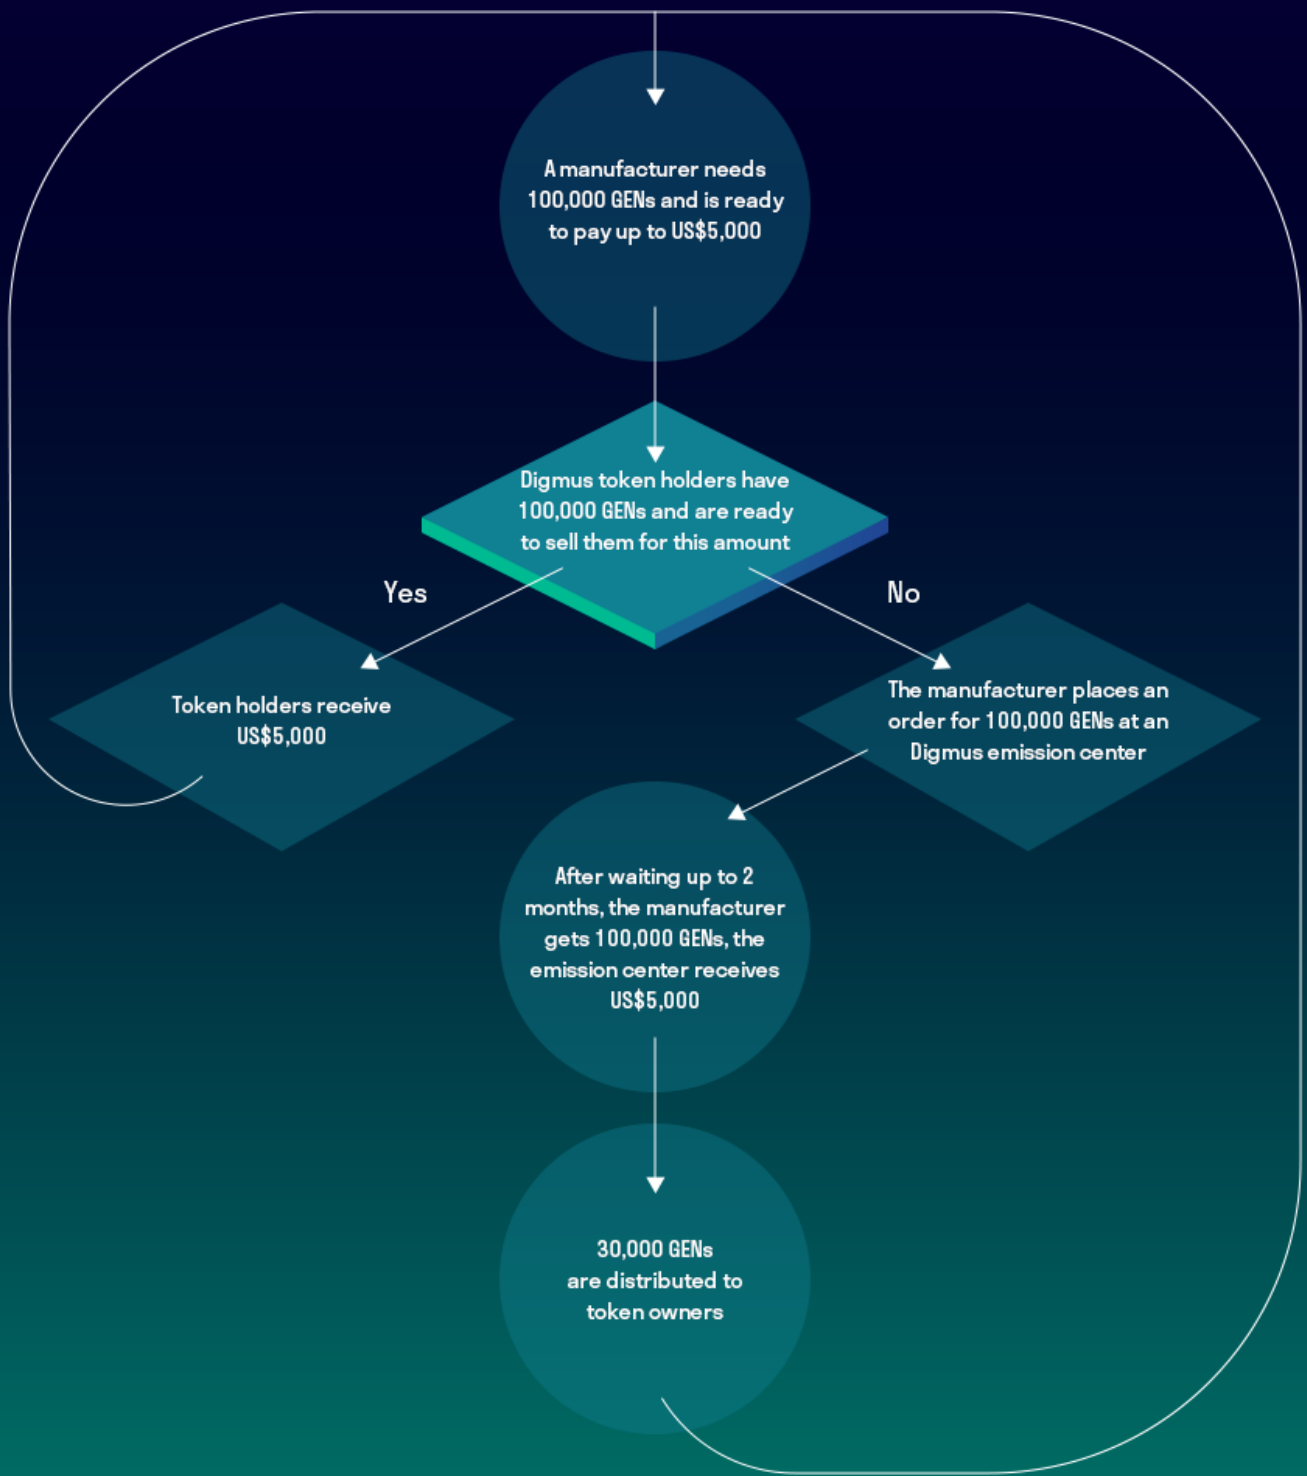 A manufacturer needs
100,000 GENs and is ready
to pay up to US$5,000
Digmus token holders have
100,000 GENs and are ready
to sell them for this amount
Yes
No
Token holders receive
US$5,000
The manufacturer places an
order for 100,000 GENs at an
Digmus emission center
After waiting up to 2
months, the manufacturer
gets 100,000 GENs, the
emission center receives
US$5,000
30,000 GENs
are distributed to
token owners